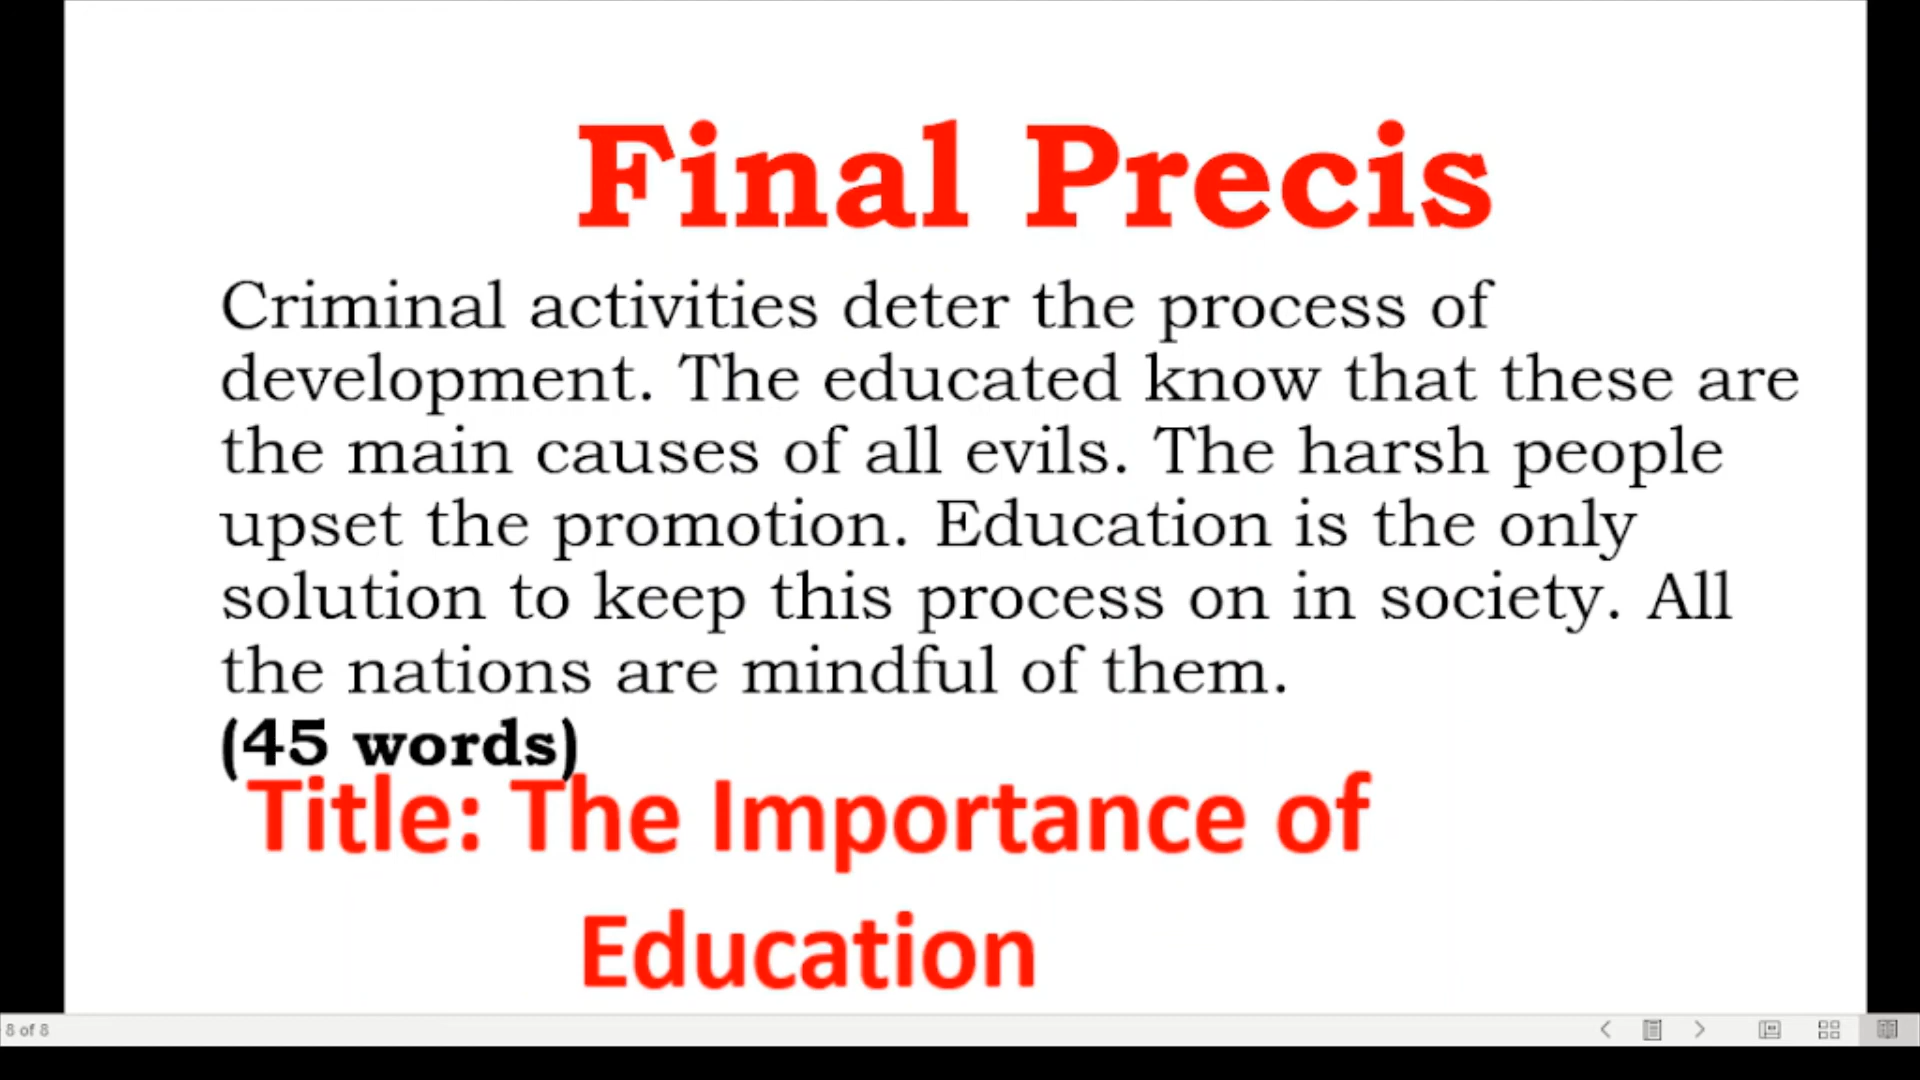 Final Precis
Criminal activities deter the process of
development. The educated know that these are
the main causes of all evils. The harsh people
upset the promotion. Education is the only
solution to keep this process on in society. All
the nations are mindful of them.
(45 words)
Title: The Importance of
Education
8 of 8